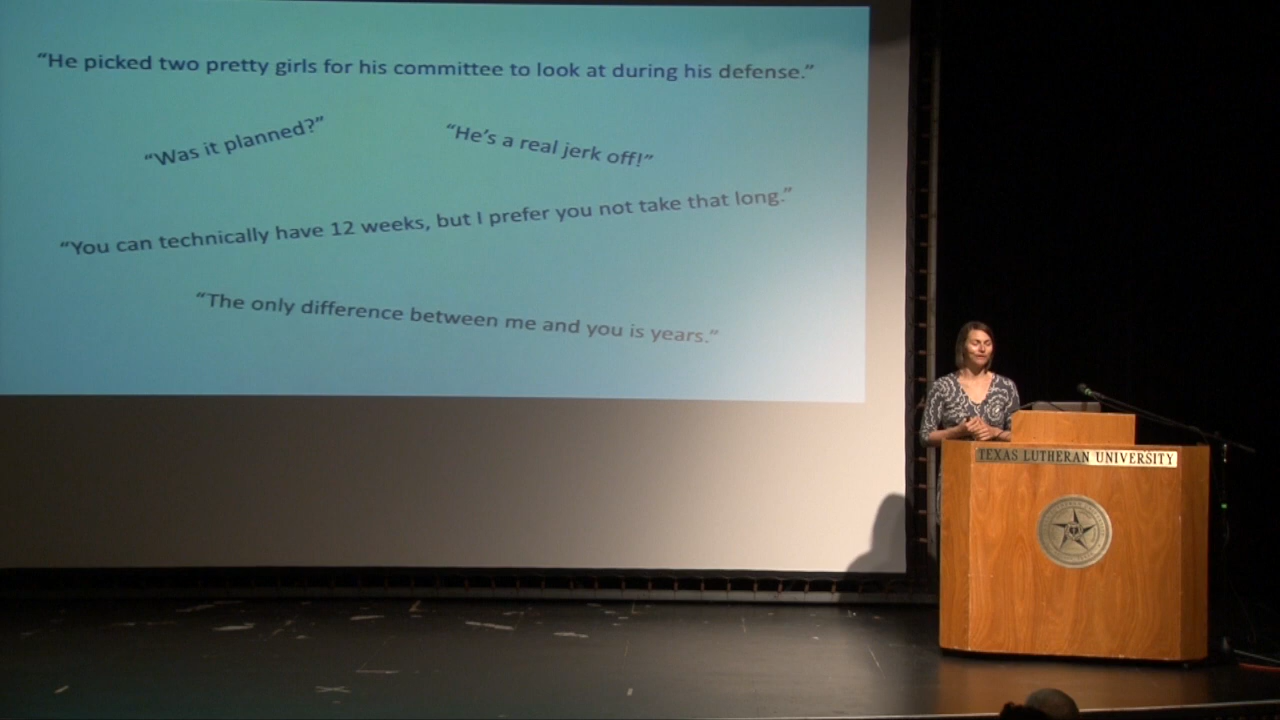 “He picked two pretty girls for his committee to look at during his defense.”
“Was it planned?”
“He’s a real jerk off!”
“You can technically have 12 weeks, but I prefer you not take that long.”
“The only difference between me and you is years.”
TEXAS LUTHERAN UNIVERSITY